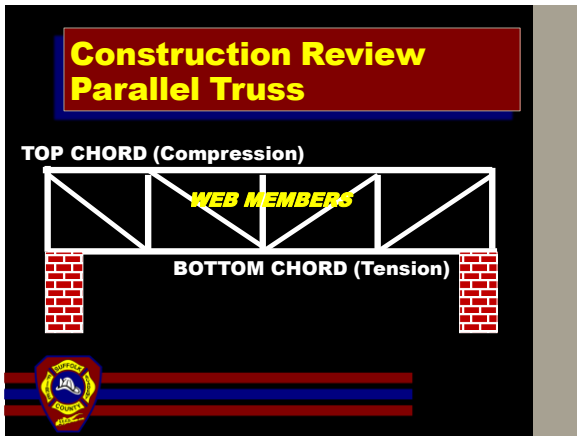 Construction Review
Parallel Truss
TOP CHORD (Compression)
WEB MEMBERS
BOTTOM CHORD (Tension)
SUFFOLK
COUNTY